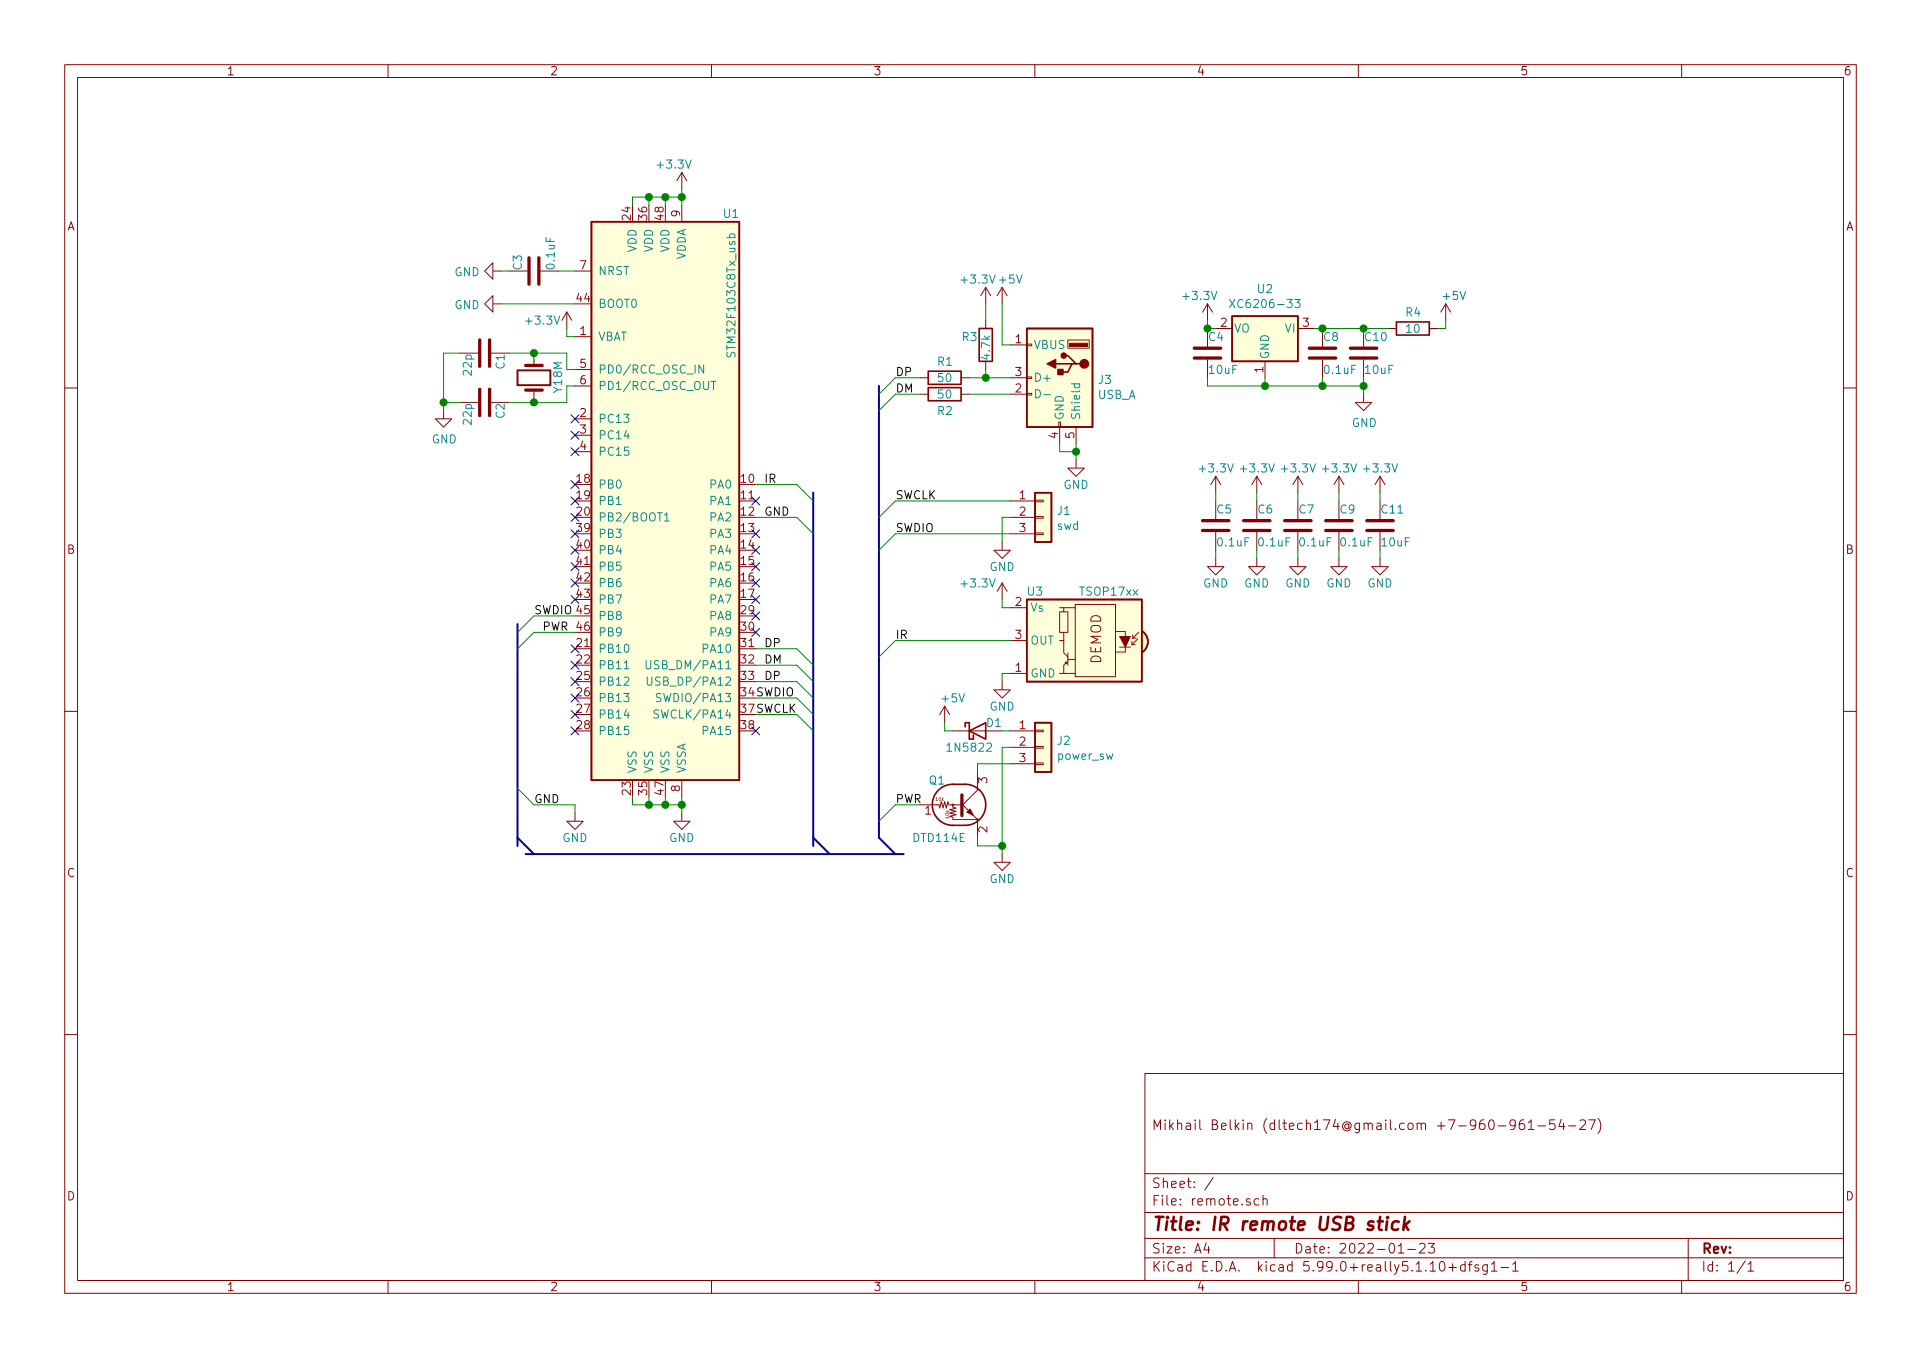 1 2 3 4 5 6
A A
B B
C C
D D
1 2 3 4 5 6
+3.3V
U1
STM32F103C8Tx_usb
24 36 48 9
VDD VDD VDD VDDA
GND C3 0.1uF 7 NRST
GND 44 BOOT0
+3.3V 1 VBAT
22p C1
5 PD0/RCC_OSC_IN
Y18M
6 PD1/RCC_OSC_OUT
22p C2
GND
2 PC13
3 PC14
4 PC15
18 PB0
19 PB1
20 PB2/BOOT1
39 PB3
40 PB4
41 PB5
42 PB6
43 PB7
SWDIO 45 PB8
PWR 46 PB9
21 PB10
22 PB11
25 PB12
26 PB13
27 PB14
28 PB15
PA0 10 IR
PA1 11
PA2 12 GND
PA3 13
PA4 14
PA5 15
PA6 16
PA7 17
PA8 29
PA9 30
PA10 31 DP
USB_DM/PA11 32 DM
USB_DP/PA12 33 DP
SWDIO/PA13 34 SWDIO
SWCLK/PA14 37 SWCLK
PA15 38
VSS VSS VSS VSSA
23 35 47 8
GND
GND
GND
+3.3V +5V
R3 4.7k
DP R1 50
DM 50 R2
1 VBUS
3 D+
2 D-
GND Shield
4 5
J3
USB_A
GND
SWCLK 1
2
SWDIO 3
J1
swd
GND
+3.3V
U3 TSOP17xx
2 Vs
IR 3 OUT
1 GND
DEMOD
GND
+5V
D1
1N5822
1
2
3
J2
power_sw
Q1
PWR 1
10k
10k
3
2
DTD114E
GND
U2
XC6206-33
+3.3V
2 VO VI 3
GND
1
R4
10
+5V
C4
10uF
C8
0.1uF
C10
10uF
GND
+3.3V +3.3V +3.3V +3.3V +3.3V
C5 C6 C7 C9 C11
0.1uF 0.1uF 0.1uF 0.1uF 10uF
GND GND GND GND GND
Mikhail Belkin (dltech174@gmail.com +7-960-961-54-27)
Sheet: /
File: remote.sch
Title: IR remote USB stick
Size: A4 Date: 2022-01-23 Rev:
KiCad E.D.A. kicad 5.99.0+really5.1.10+dfsg1-1 Id: 1/1